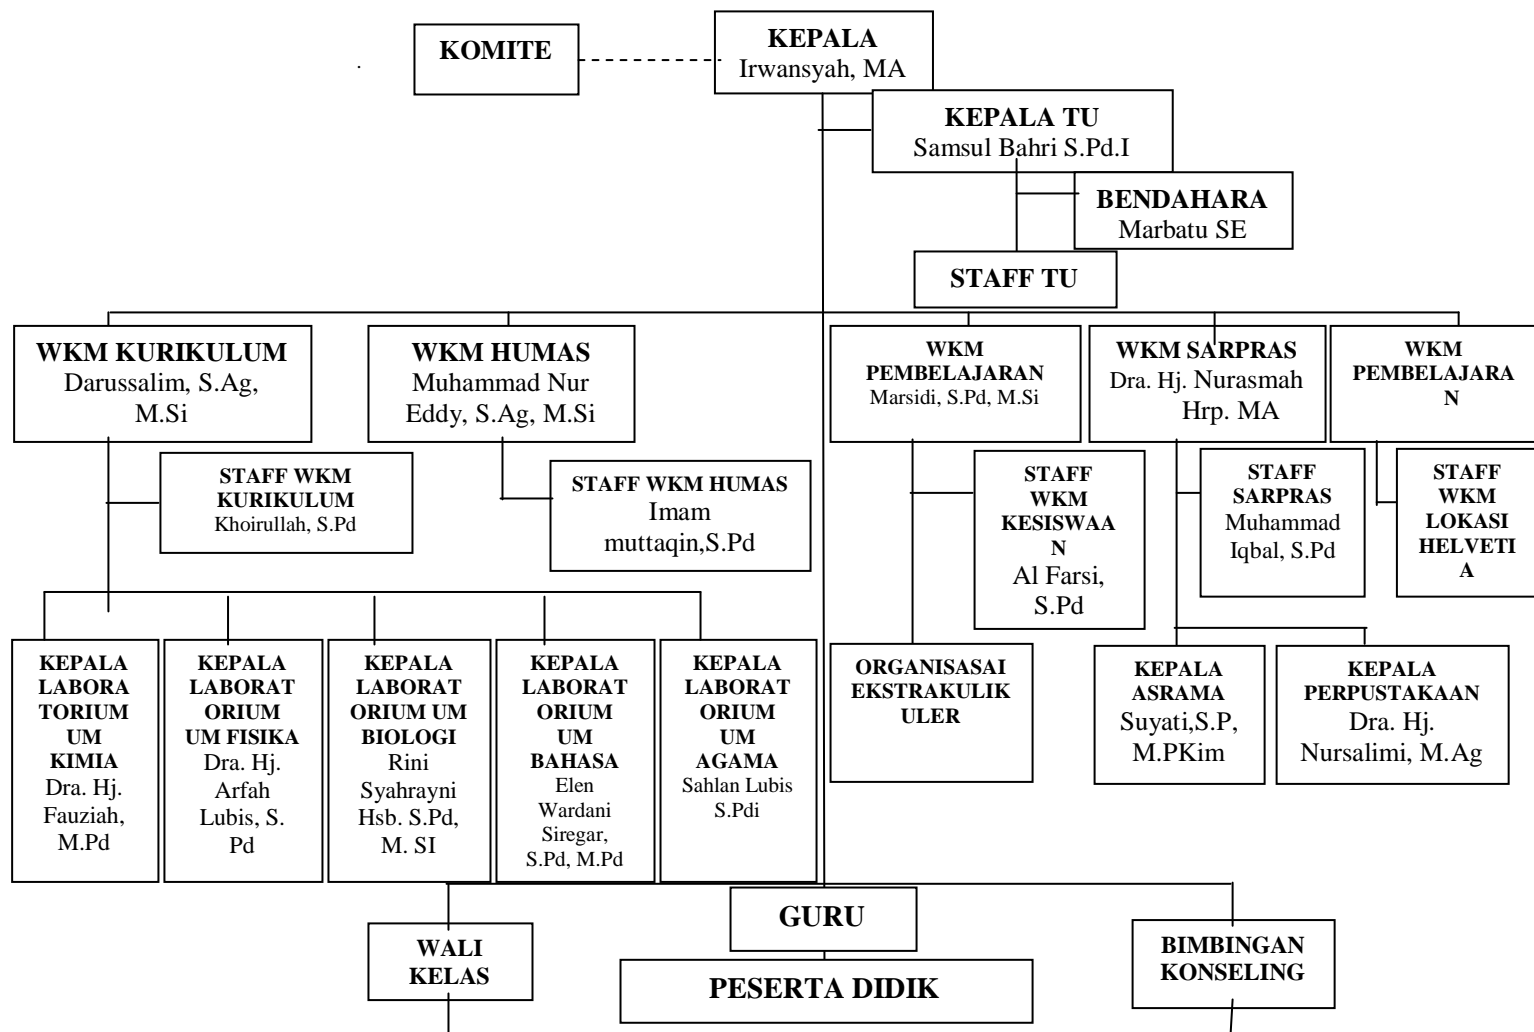 KOMITE
KEPALA
Irwansyah, MA
KEPALA TU
Samsul Bahri S.Pd.I
BENDAHARA
Marbatu SE
STAFF TU
WKM KURIKULUM
Darussalim, S.Ag,
M.Si
WKM HUMAS
Muhammad Nur
Eddy, S.Ag, M.Si
WKM
PEMBELAJARAN
Marsidi, S.Pd, M.Si
WKM SARPRAS
Dra. Hj. Nurasmah
Hrp. MA
WKM
PEMBELAJARA
N
STAFF WKM
KURIKULUM
Khoirullah, S.Pd
STAFF WKM HUMAS
Imam
muttaqin,S.Pd
STAFF
WKM
KESISWAA
N
Al Farsi,
S.Pd
STAFF
SARPRAS
Muhammad
Iqbal, S.Pd
STAFF
WKM
LOKASI
HELVETI
A
KEPALA
LABORA
TORIUM
UM
KIMIA
Dra. Hj.
Fauziah,
M.Pd
KEPALA
LABORAT
ORIUM
UM FISIKA
Dra. Hj.
Arfah
Lubis, S.
Pd
KEPALA
LABORAT
ORIUM UM
BIOLOGI
Rini
Syahrayni
Hsb. S.Pd,
M. SI
KEPALA
LABORAT
ORIUM
UM
BAHASA
Elen
Wardani
Siregar,
S.Pd, M.Pd
KEPALA
LABORAT
ORIUM
UM
AGAMA
Sahlan Lubis
S.Pdi
ORGANISASAI
EKSTRAKULIK
ULER
KEPALA
ASRAMA
Suyati,S.P,
M.PKim
KEPALA
PERPUSTAKAAN
Dra. Hj.
Nursalimi, M.Ag
WALI
KELAS
GURU
BIMBINGAN
KONSELING
PESERTA DIDIK